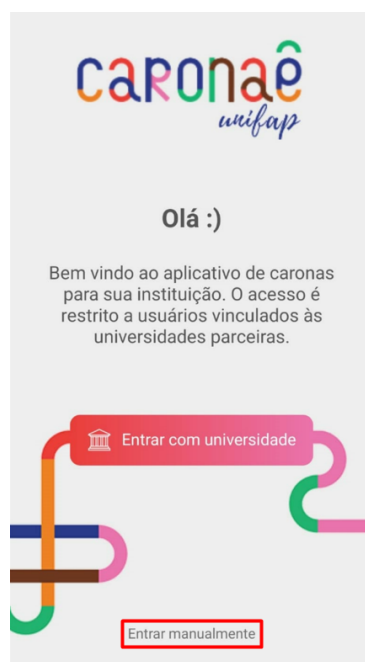 caronaê
unifap
Olá :)
Bem vindo ao aplicativo de caronas
para sua instituição. O acesso é
restrito a usuários vinculados às
universidades parceiras.
Entrar com universidade
Entrar manualmente